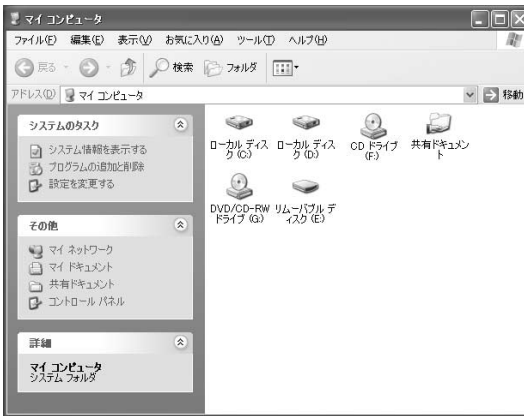 マイ コンピュータ
ファイル(F) 編集(E) 表示(V) お気に入り(A) ツール(T) ヘルプ(H)
戻る 検索 フォルダ
アドレス(D) マイ コンピュータ 移動
システムのタスク
システム情報を表示する
プログラムの追加と削除
設定を変更する
その他
マイ ネットワーク
マイ ドキュメント
共有ドキュメント
コントロール パネル
詳細
マイ コンピュータ
システム フォルダ
ローカル ディス
ク (C:)
ローカル ディス
ク (D:)
CD ドライブ
(F:)
共有ドキュメン
ト
DVD/CD-RW
ドライブ (G:)
リムーバブル デ
ィスク (E:)